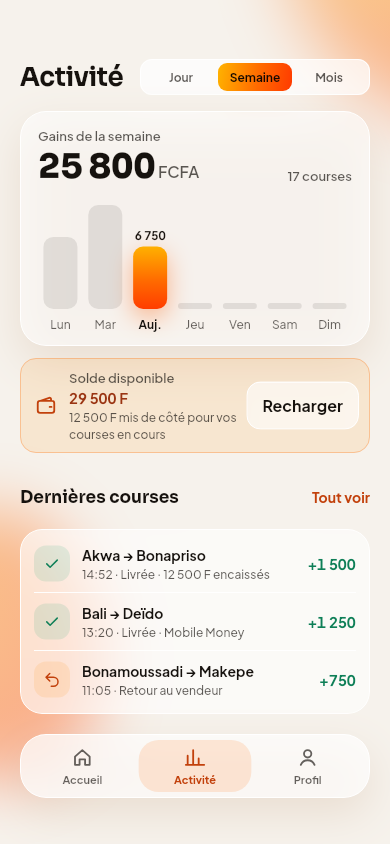 Activité
Jour Semaine Mois
Gains de la semaine
25 800 FCFA
17 courses
6 750
Lun Mar Auj. Jeu Ven Sam Dim
Solde disponible
29 500 F
12 500 F mis de côté pour vos
courses en cours
Recharger
Dernières courses
Tout voir
Akwa → Bonapriso
14:52 · Livrée · 12 500 F encaissés
+1 500
Bali → Deïdo
13:20 · Livrée · Mobile Money
+1 250
Bonamoussadi → Makepe
11:05 · Retour au vendeur
+750
Accueil Activité Profil